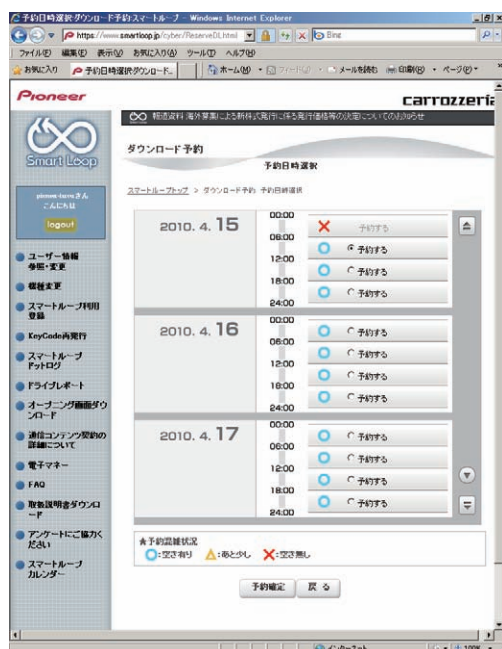 予約日時選択 ダウンロード予約:スマートループ - Windows Internet Explorer
https://www.smartloop.jp/cyber/ReserveDLhtml
Bing
ファイル(F) 編集(E) 表示(V) お気に入り(A) ツール(T) ヘルプ(H)
お気に入り 予約日時選択ダウンロード... ホーム(M) メールを読む 印刷(R) ページ(P)
Pioneer carrozzeria
報道資料 海外募集による新株式発行に係る発行価格等の決定についてのお知らせ
Smart Loop
ダウンロード予約
予約日時選択
スマートループトップ > ダウンロード予約 予約日時選択
こんにちは
logout
ユーザー情報
参照・変更
機種変更
スマートループ利用
登録
KeyCode再発行
スマートループ
ドットログ
ドライブレポート
オープニング画面ダウ
ンロード
通信コンテンツ契約の
詳細について
電子マネー
FAQ
取扱説明書ダウンロ
ード
アンケートにご協力く
ださい
スマートループ
カレンダー
2010. 4. 15
00:00
予約する
06:00
予約する
12:00
予約する
18:00
予約する
24:00
2010. 4. 16
00:00
予約する
06:00
予約する
12:00
予約する
18:00
予約する
24:00
2010. 4. 17
00:00
予約する
06:00
予約する
12:00
予約する
18:00
予約する
24:00
★予約混雑状況
○:空き有り △:あと少し ×:空き無し
予約確定 戻る
インターネット 100%